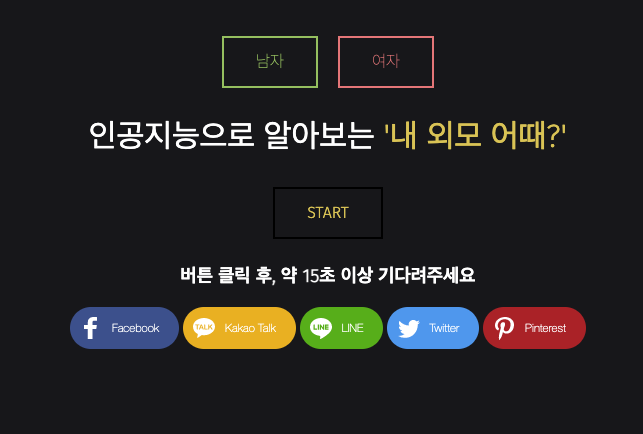 남자 여자
인공지능으로 알아보는 '내 외모 어때?'
START
버튼 클릭 후, 약 15초 이상 기다려주세요
f Facebook TALK Kakao Talk LINE LINE Twitter Pinterest